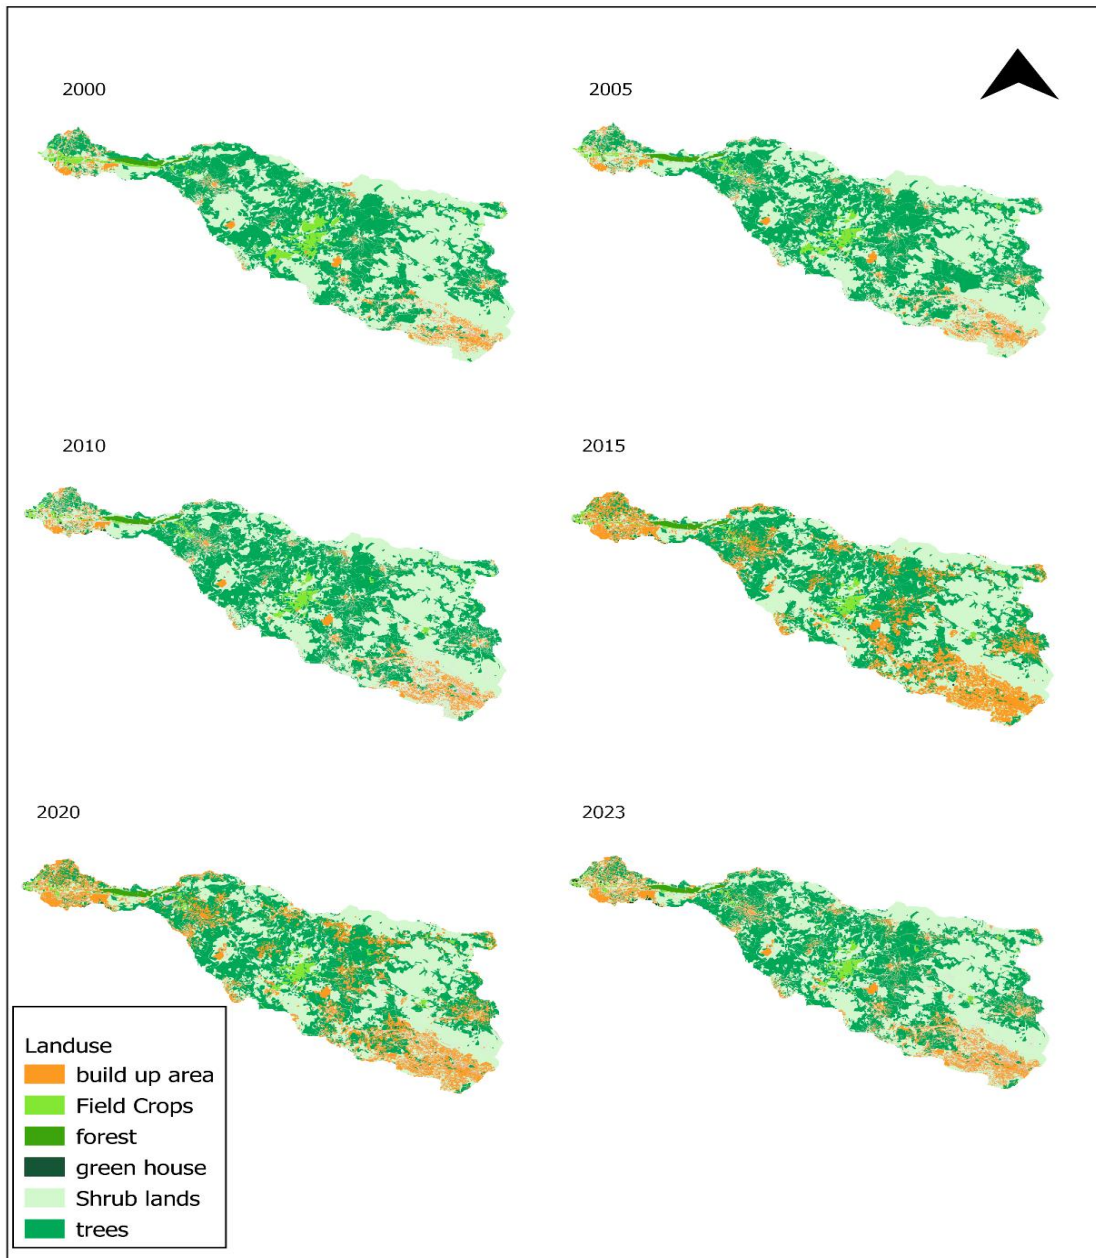 2000
2005
2010
2015
2020
2023
Landuse
build up area
Field Crops
forest
green house
Shrub lands
trees